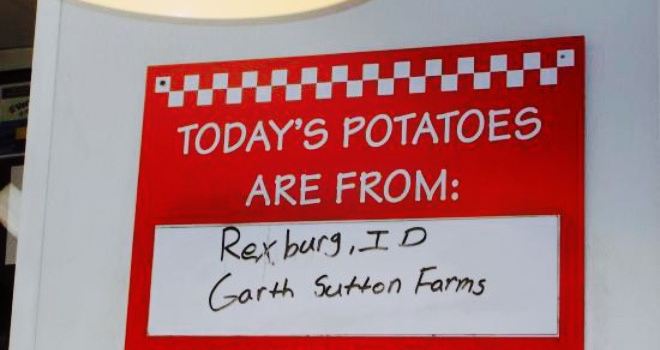 TODAY'S POTATOES
ARE FROM:
Rexburg, ID
Garth Sutton Farms